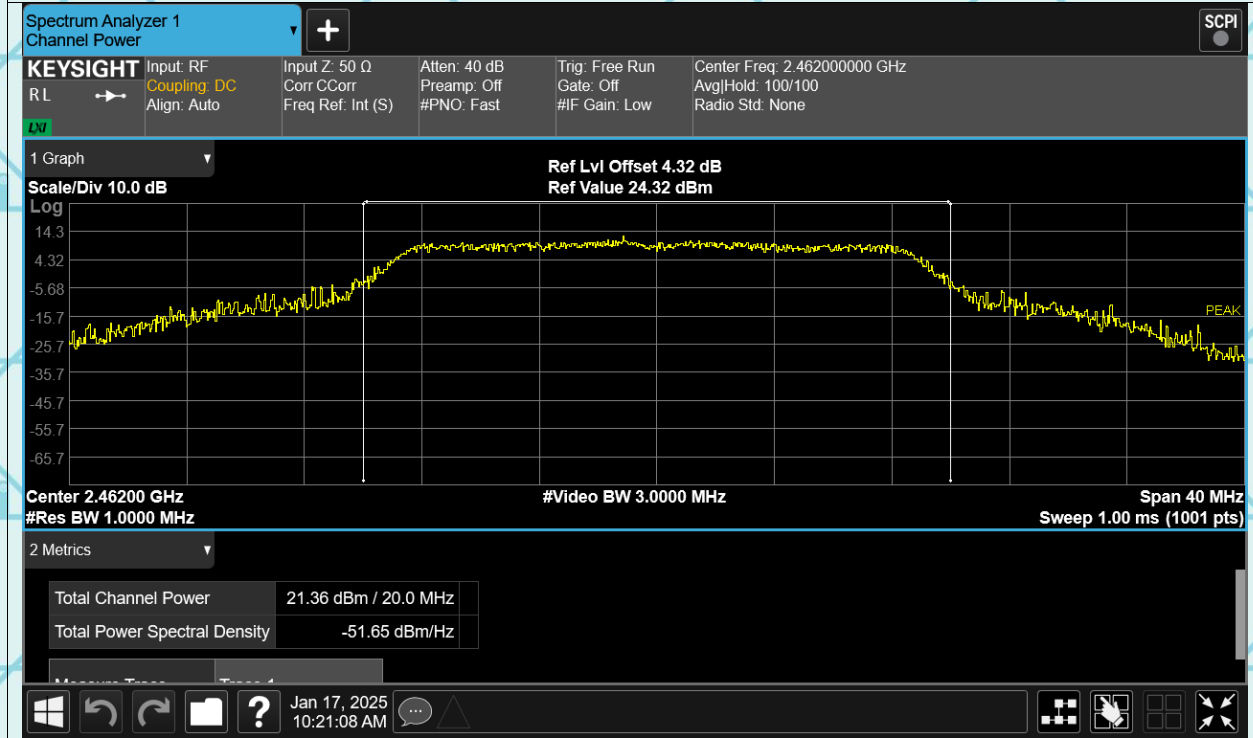 Spectrum Analyzer 1
Channel Power
+
SCPI
KEYSIGHT
R L
LXI
Input: RF
Coupling: DC
Align: Auto
Input Z: 50 Ω
Corr CCorr
Freq Ref: Int (S)
Atten: 40 dB
Preamp: Off
#PNO: Fast
Trig: Free Run
Gate: Off
#IF Gain: Low
Center Freq: 2.462000000 GHz
Avg|Hold: 100/100
Radio Std: None
1 Graph
Ref Lvl Offset 4.32 dB
Scale/Div 10.0 dB
Ref Value 24.32 dBm
Log
14.3
4.32
-5.68
-15.7
PEAK
-25.7
-35.7
-45.7
-55.7
-65.7
Center 2.46200 GHz
#Video BW 3.0000 MHz
Span 40 MHz
#Res BW 1.0000 MHz
Sweep 1.00 ms (1001 pts)
2 Metrics
Total Channel Power 21.36 dBm / 20.0 MHz
Total Power Spectral Density -51.65 dBm/Hz
Measure Trace Trace 1
?
Jan 17, 2025
10:21:08 AM